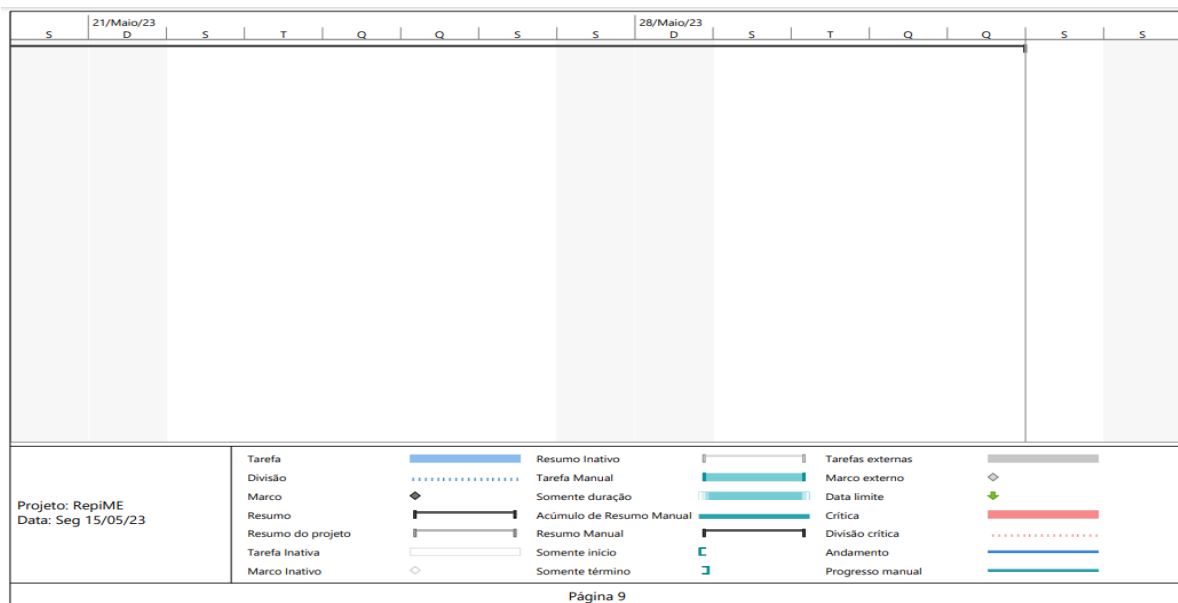 21/Maio/23 28/Maio/23
S D S T Q Q S S D S T Q Q S S
Projeto: RepiME
Data: Seg 15/05/23
Tarefa
Divisão
Marco
Resumo
Resumo do projeto
Tarefa Inativa
Marco Inativo
Resumo Inativo
Tarefa Manual
Somente duração
Acúmulo de Resumo Manual
Resumo Manual
Somente início
Somente término
Tarefas externas
Marco externo
Data limite
Crítica
Divisão crítica
Andamento
Progresso manual
Página 9